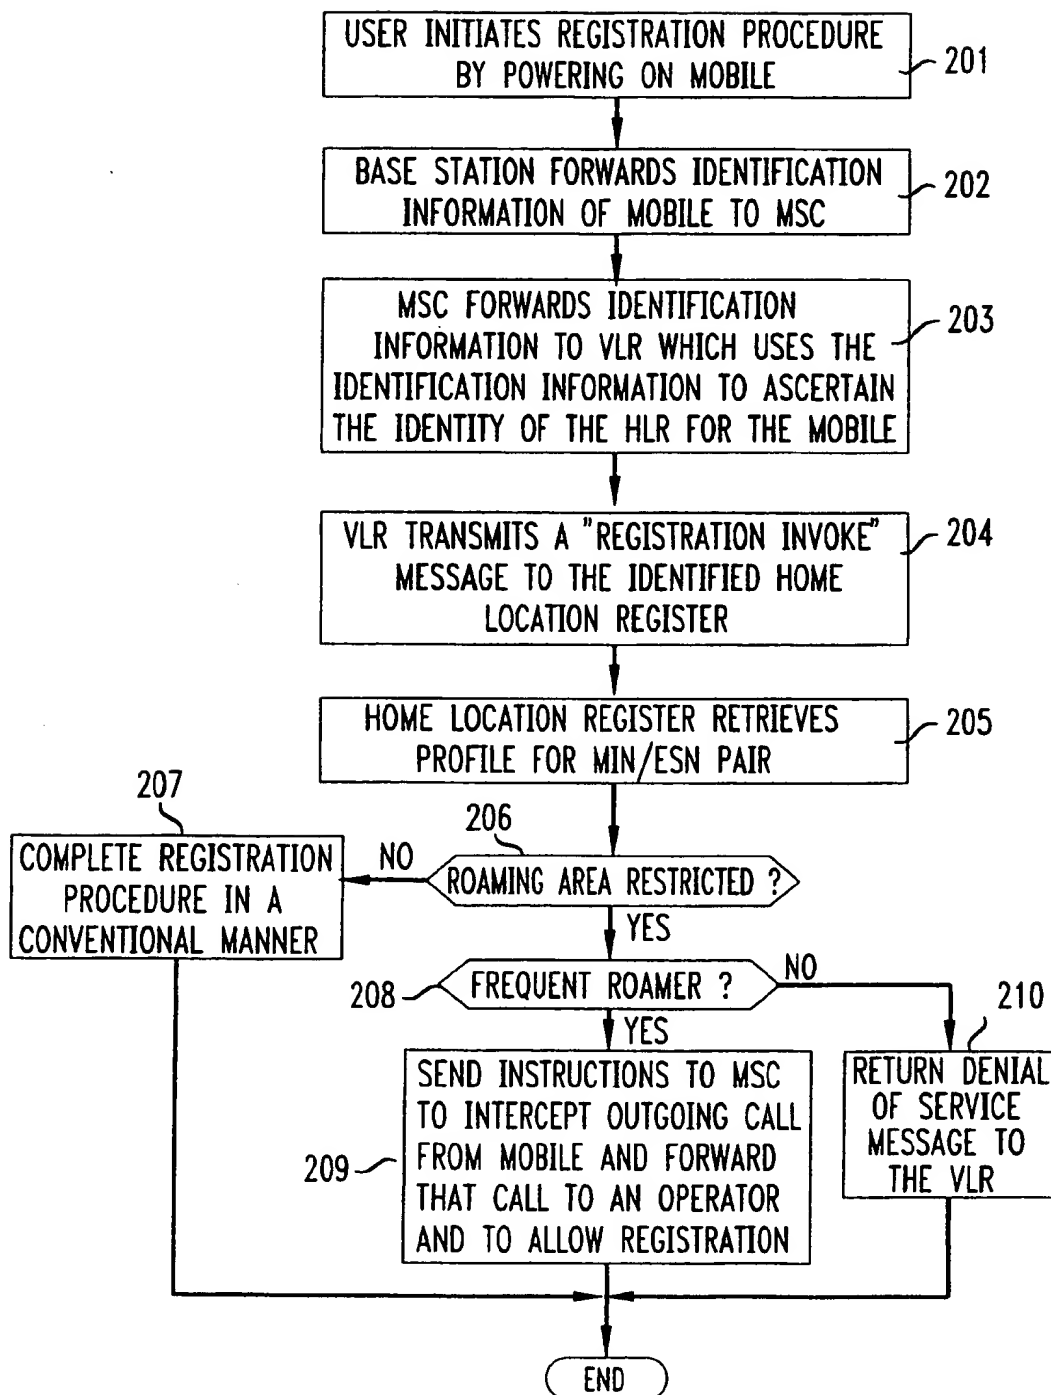 USER INITIATES REGISTRATION PROCEDURE
BY POWERING ON MOBILE
201
BASE STATION FORWARDS IDENTIFICATION
INFORMATION OF MOBILE TO MSC
202
MSC FORWARDS IDENTIFICATION
INFORMATION TO VLR WHICH USES THE
IDENTIFICATION INFORMATION TO ASCERTAIN
THE IDENTITY OF THE HLR FOR THE MOBILE
203
VLR TRANSMITS A "REGISTRATION INVOKE"
MESSAGE TO THE IDENTIFIED HOME
LOCATION REGISTER
204
HOME LOCATION REGISTER RETRIEVES
PROFILE FOR MIN/ESN PAIR
205
206
ROAMING AREA RESTRICTED ?
NO
207
COMPLETE REGISTRATION
PROCEDURE IN A
CONVENTIONAL MANNER
YES
208
FREQUENT ROAMER ?
NO
YES
210
RETURN DENIAL
OF SERVICE
MESSAGE TO
THE VLR
209
SEND INSTRUCTIONS TO MSC
TO INTERCEPT OUTGOING CALL
FROM MOBILE AND FORWARD
THAT CALL TO AN OPERATOR
AND TO ALLOW REGISTRATION
END